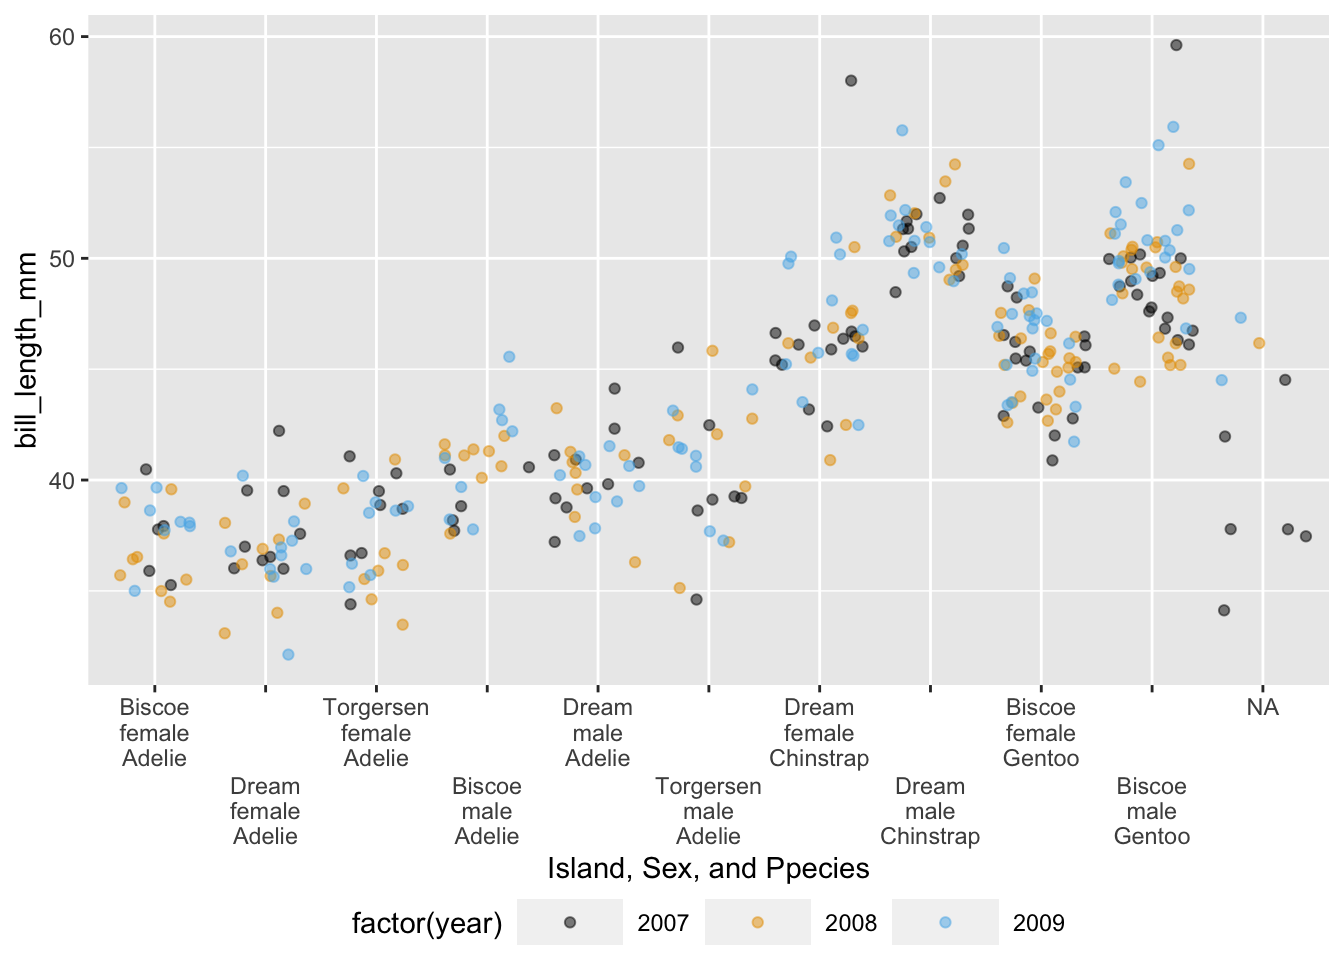 60
50
40
bill_length_mm
Biscoe
female
Adelie
Dream
female
Adelie
Torgersen
female
Adelie
Biscoe
male
Adelie
Dream
male
Adelie
Torgersen
male
Adelie
Dream
female
Chinstrap
Dream
male
Chinstrap
Biscoe
female
Gentoo
Biscoe
male
Gentoo
NA
Island, Sex, and Ppecies
factor(year) 2007 2008 2009